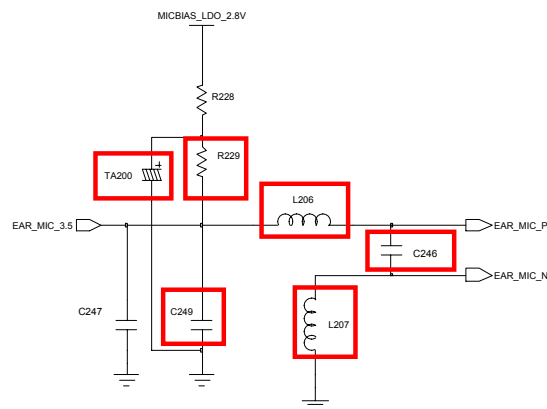 MICBIAS_LDO_2.8V
R228
R229
TA200
L206
EAR_MIC_3.5
EAR_MIC_P
C246
EAR_MIC_N
C247
C249
L207